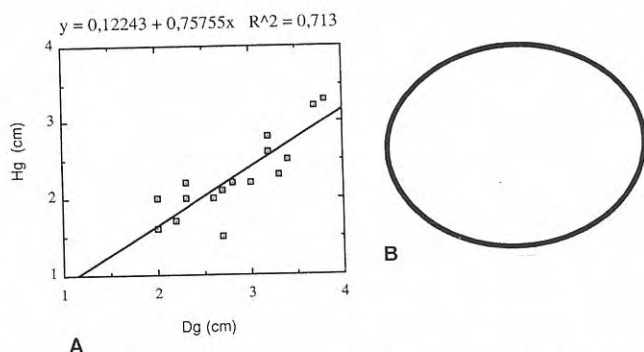 y = 0,12243 + 0,75755x R^2 = 0,713
4
3
2
1
Hg (cm)
1 2 3 4
Dg (cm)
A
B